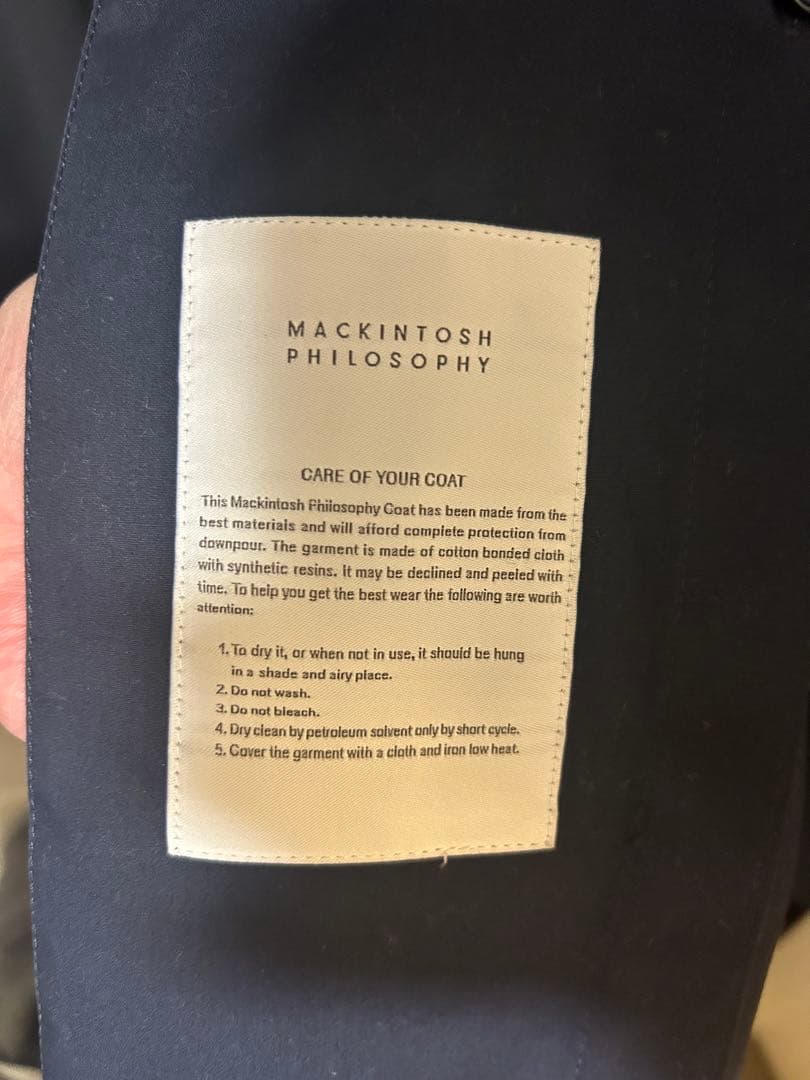 MACKINTOSH
PHILOSOPHY
CARE OF YOUR COAT
This Mackintosh Philosophy Coat has been made from the
best materials and will afford complete protection from
downpour. The garment is made of cotton bonded cloth
with synthetic resins. It may be declined and peeled with
time. To help you get the best wear the following are worth
attention:
1. To dry it, or when not in use, it should be hung
in a shade and airy place.
2. Do not wash.
3. Do not bleach.
4. Dry clean by petroleum solvent only by short cycle.
5. Cover the garment with a cloth and iron low heat.